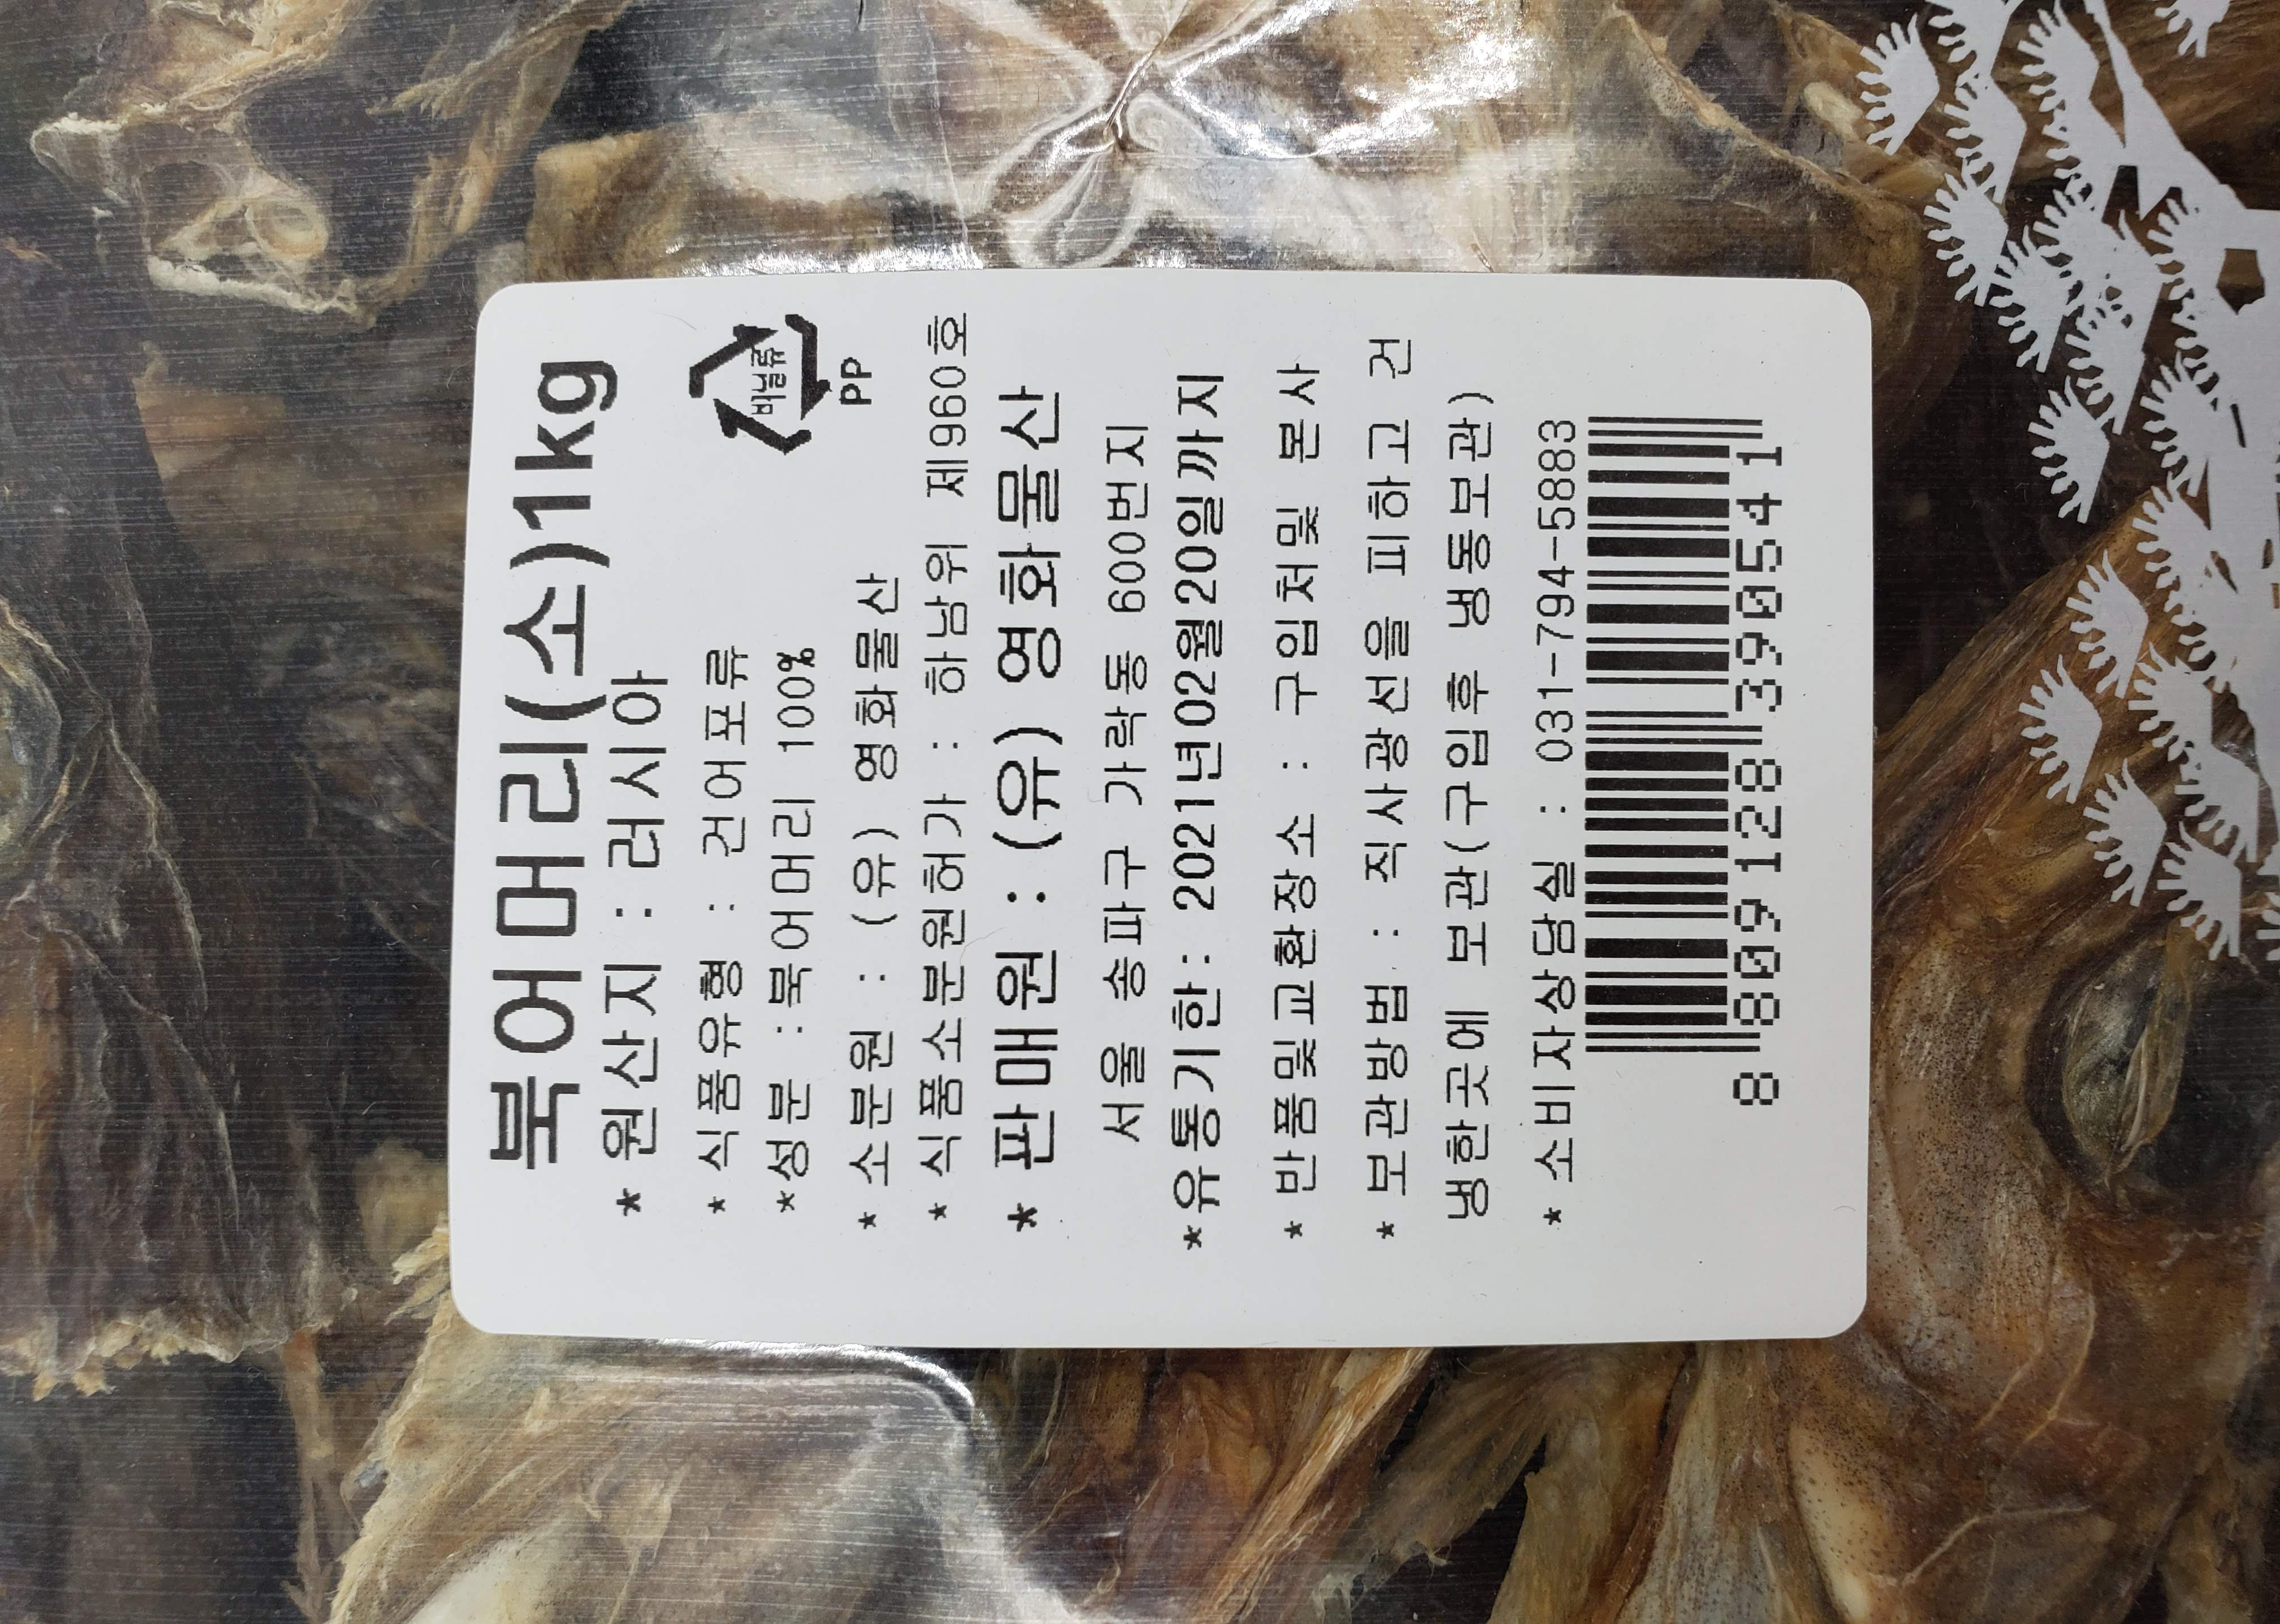 북어머리(소)1kg
* 원산지 : 러시아
* 식품유형 : 건어포류
*성분 :북어머리 100%
비닐류
PP
* 소분원 : (유) 영화물산
* 식품소분원허가 : 하남위 제960호
* 판매원 : (유) 영화물산
서울 송파구 가락동 600번지
*유통기한: 2021년02월20일까지
* 반품및교환장소 : 구입처및 본사
* 보관방법 : 직사광선을 피하고 건
냉한곳에 보관(구입후 냉동보관)
* 소비자상담실 : 031-794-5883
8 809128 390541